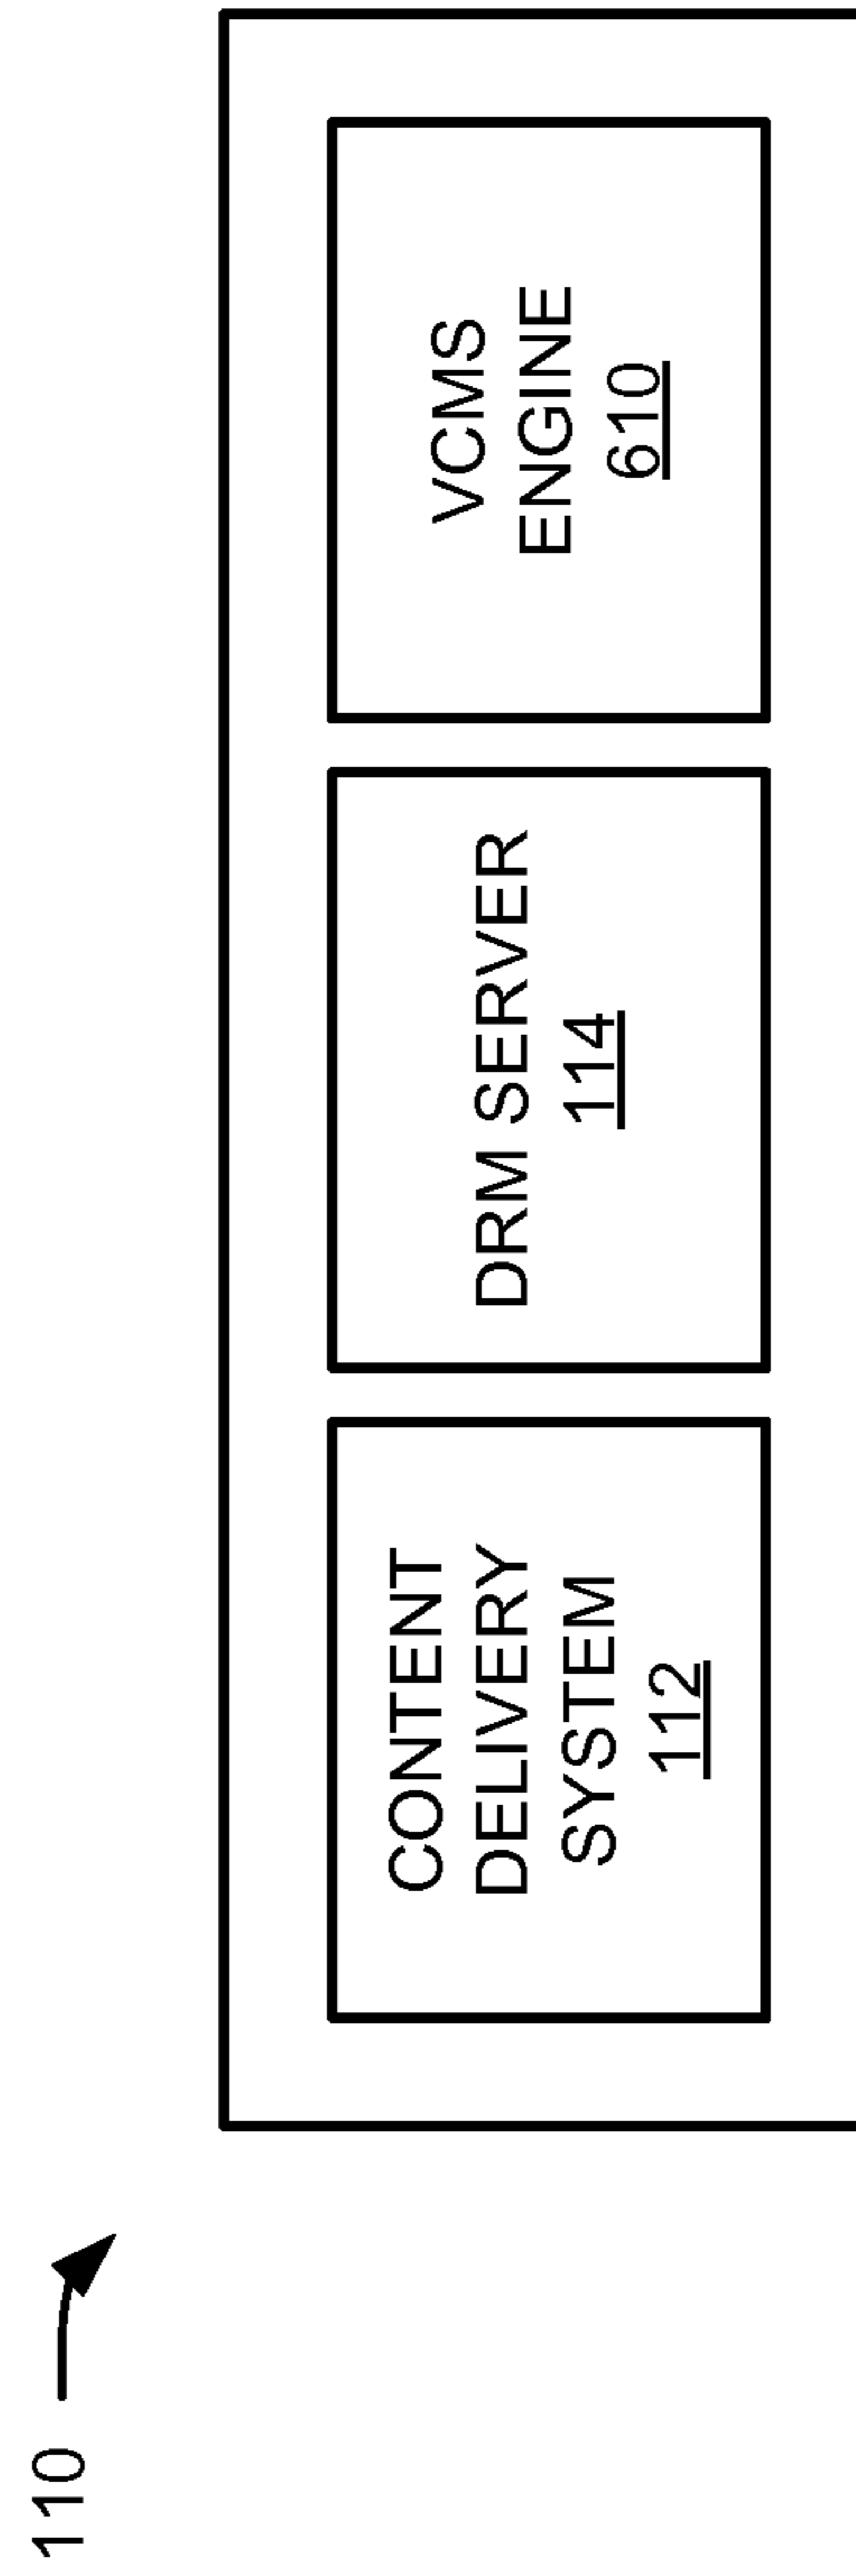 110
CONTENT
DELIVERY
SYSTEM
112
DRM SERVER
114
VCMS
ENGINE
610